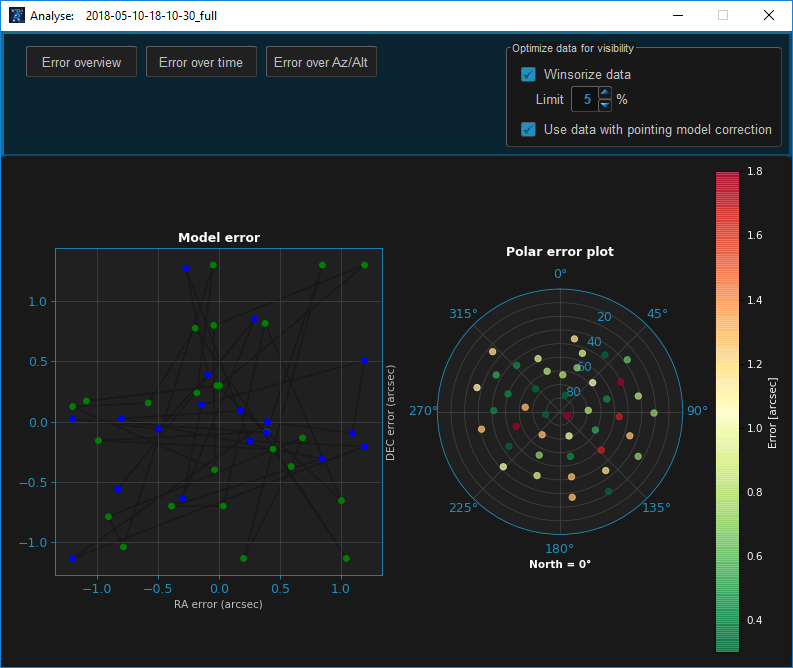 Analyse: 2018-05-10-18-10-30_full
Error overview
Error over time
Error over Az/Alt
Optimize data for visibility
Winsorize data
Limit 5 %
Use data with pointing model correction
Model error
1.0
0.5
0.0
−0.5
−1.0
−1.0 −0.5 0.0 0.5 1.0
RA error (arcsec)
DEC error (arcsec)
Polar error plot
0°
315° 45°
20
40
60
80
270° 90°
225° 135°
180°
North = 0°
1.8
1.6
1.4
1.2
1.0
0.8
0.6
0.4
Error [arcsec]